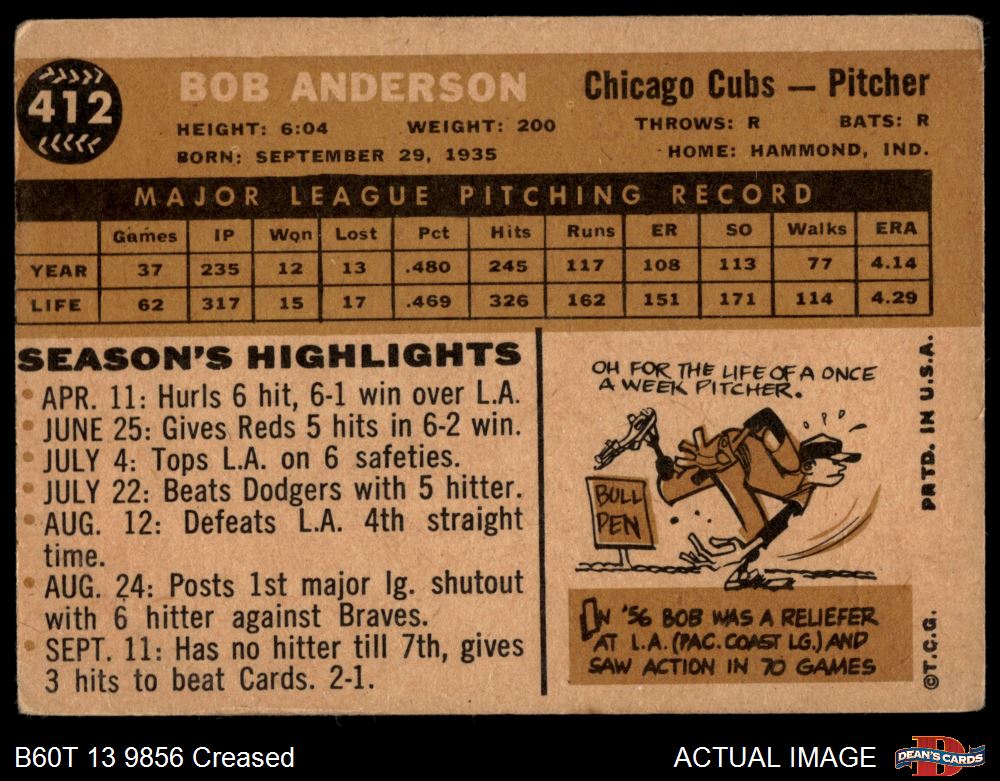 412
BOB ANDERSON
Chicago Cubs — Pitcher
HEIGHT: 6:04 WEIGHT: 200 THROWS: R BATS: R
BORN: SEPTEMBER 29, 1935 HOME: HAMMOND, IND.
MAJOR LEAGUE PITCHING RECORD
Games IP Won Lost Pct Hits Runs ER SO Walks ERA
YEAR 37 235 12 13 .480 245 117 108 113 77 4.14
LIFE 62 317 15 17 .469 326 162 151 171 114 4.29
SEASON'S HIGHLIGHTS
• APR. 11: Hurls 6 hit, 6-1 win over L.A.
• JUNE 25: Gives Reds 5 hits in 6-2 win.
• JULY 4: Tops L.A. on 6 safeties.
• JULY 22: Beats Dodgers with 5 hitter.
• AUG. 12: Defeats L.A. 4th straight
time.
• AUG. 24: Posts 1st major lg. shutout
with 6 hitter against Braves.
• SEPT. 11: Has no hitter till 7th, gives
3 hits to beat Cards. 2-1.
OH FOR THE LIFE OF A ONCE
A WEEK PITCHER.
BULL
PEN
IN '56 BOB WAS A RELIEFER
AT L.A. (PAC. COAST LG.) AND
SAW ACTION IN 70 GAMES
PRTD. IN U.S.A.
©T.C.G.
B60T 13 9856 Creased
ACTUAL IMAGE
DEAN'S CARDS